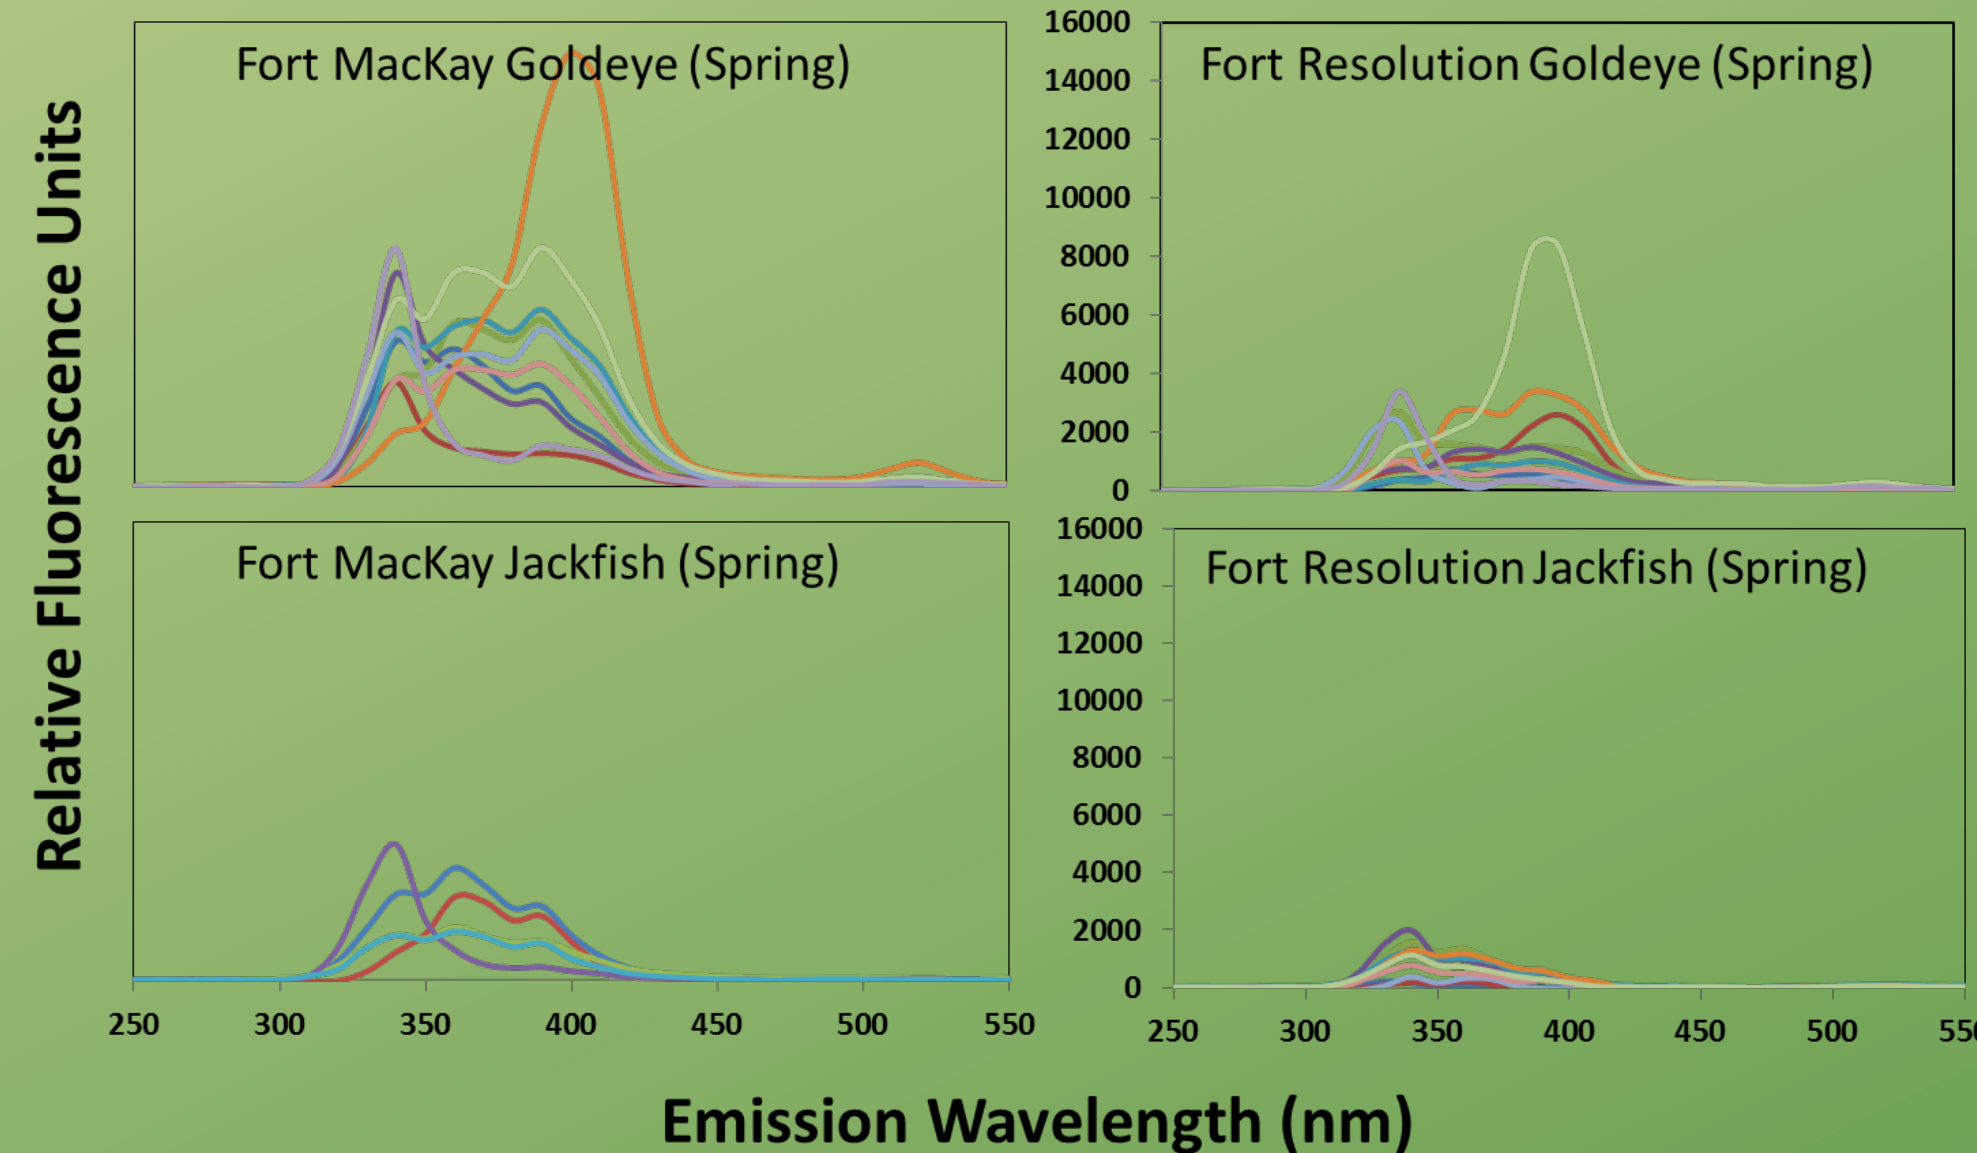 Relative Fluorescence Units
Fort MacKay Goldeye (Spring)
Fort Resolution Goldeye (Spring)
16000
14000
12000
10000
8000
6000
4000
2000
0
Fort MacKay Jackfish (Spring)
250 300 350 400 450 500 550
Fort Resolution Jackfish (Spring)
16000
14000
12000
10000
8000
6000
4000
2000
0
250 300 350 400 450 500 55
Emission Wavelength (nm)